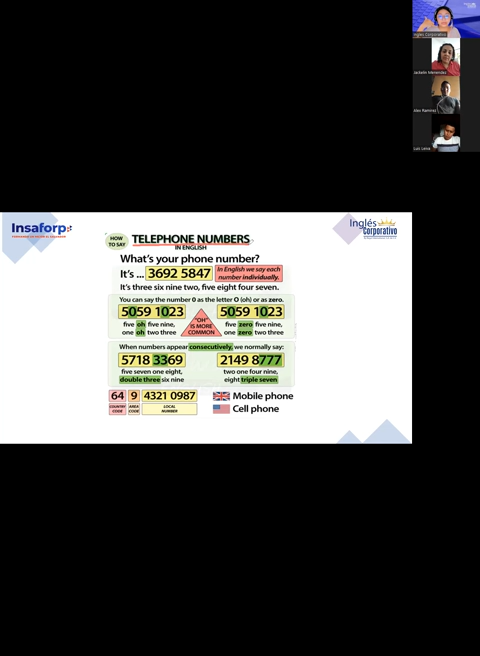 Inglés Corporativo
Jackelin Menendez
Alex Ramirez
Luis Leiva
Insaforp
Inglés
Corporativo
HOW
TO SAY
TELEPHONE NUMBERS
IN ENGLISH
What's your phone number?
It's ... 3692 5847
In English we say each
number individually.
It's three six nine two, five eight four seven.
You can say the number 0 as the letter O (oh) or as zero.
5059 1023
five oh five nine,
one oh two three
"OH"
IS MORE
COMMON
5059 1023
five zero five nine,
one zero two three
When numbers appear consecutively, we normally say:
5718 3369
five seven one eight,
double three six nine
2149 8777
two one four nine,
eight triple seven
64 9 4321 0987
COUNTRY
CODE
AREA
CODE
LOCAL
NUMBER
Mobile phone
Cell phone